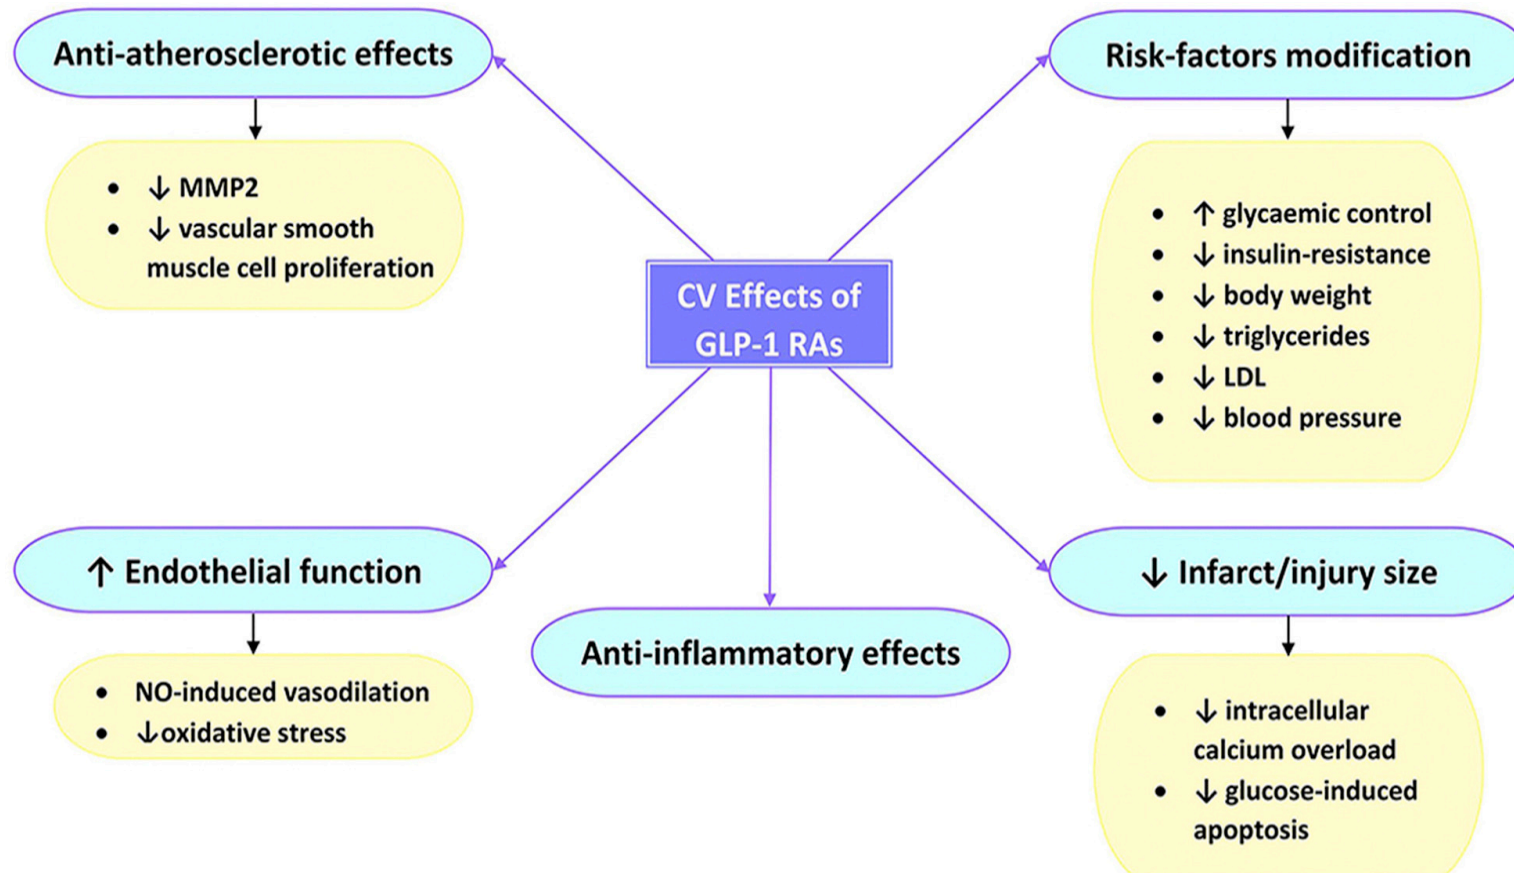 Anti-atherosclerotic effects
• ↓ MMP2
• ↓ vascular smooth
muscle cell proliferation
Risk-factors modification
• ↑ glycaemic control
• ↓ insulin-resistance
• ↓ body weight
• ↓ triglycerides
• ↓ LDL
• ↓ blood pressure
CV Effects of
GLP-1 RAs
↑ Endothelial function
• NO-induced vasodilation
• ↓oxidative stress
Anti-inflammatory effects
↓ Infarct/injury size
• ↓ intracellular
calcium overload
• ↓ glucose-induced
apoptosis